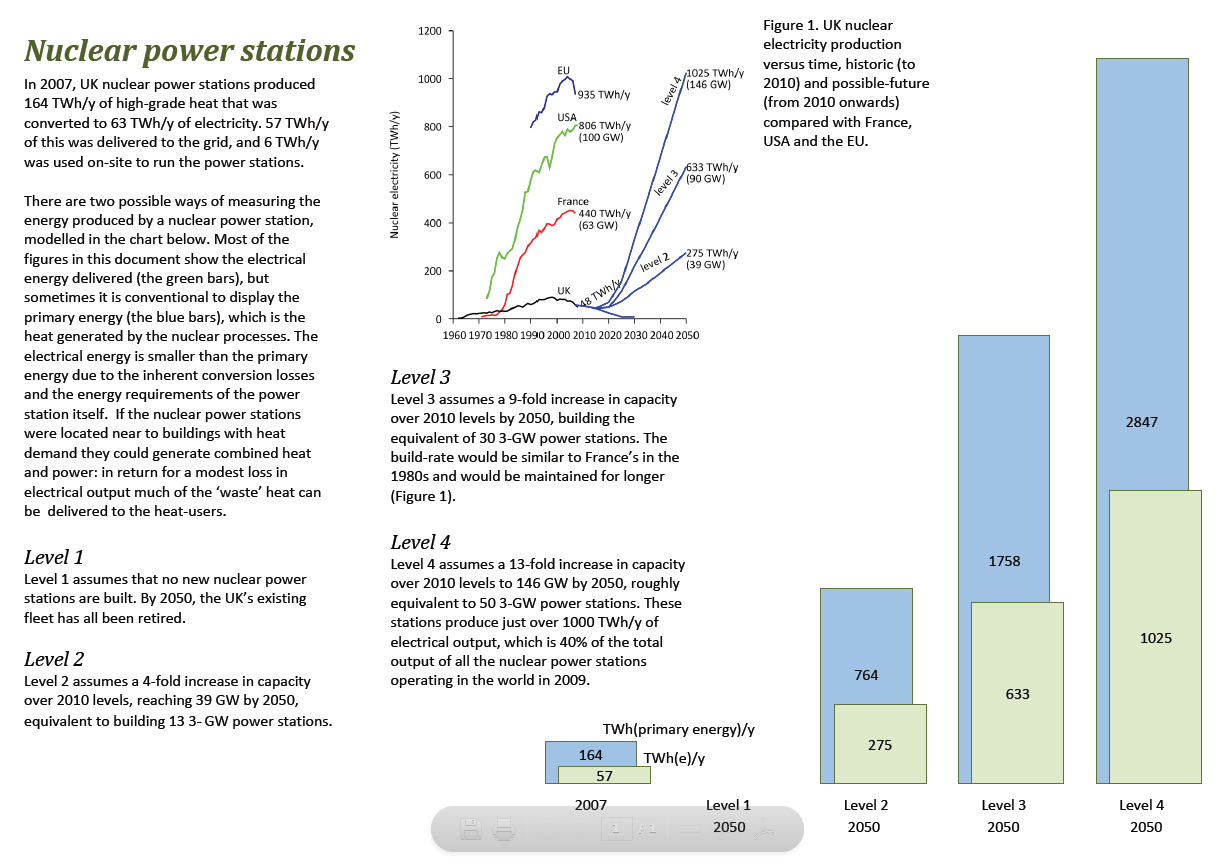 Nuclear power stations
In 2007, UK nuclear power stations produced
164 TWh/y of high-grade heat that was
converted to 63 TWh/y of electricity. 57 TWh/y
of this was delivered to the grid, and 6 TWh/y
was used on-site to run the power stations.
There are two possible ways of measuring the
energy produced by a nuclear power station,
modelled in the chart below. Most of the
figures in this document show the electrical
energy delivered (the green bars), but
sometimes it is conventional to display the
primary energy (the blue bars), which is the
heat generated by the nuclear processes. The
electrical energy is smaller than the primary
energy due to the inherent conversion losses
and the energy requirements of the power
station itself.  If the nuclear power stations
were located near to buildings with heat
demand they could generate combined heat
and power: in return for a modest loss in
electrical output much of the ‘waste’ heat can
be  delivered to the heat-users.
Level 1
Level 1 assumes that no new nuclear power
stations are built. By 2050, the UK’s existing
fleet has all been retired.
Level 2
Level 2 assumes a 4-fold increase in capacity
over 2010 levels, reaching 39 GW by 2050,
equivalent to building 13 3- GW power stations.
Nuclear electricity (TWh/y)
1200
1000
800
600
400
200
0
1960 1970 1980 1990 2000 2010 2020 2030 2040 2050
EU
935 TWh/y
USA
806 TWh/y
(100 GW)
France
440 TWh/y
(63 GW)
UK
48 TWh/y
level 4
1025 TWh/y
(146 GW)
level 3
633 TWh/y
(90 GW)
level 2
275 TWh/y
(39 GW)
Figure 1. UK nuclear
electricity production
versus time, historic (to
2010) and possible-future
(from 2010 onwards)
compared with France,
USA and the EU.
Level 3
Level 3 assumes a 9-fold increase in capacity
over 2010 levels by 2050, building the
equivalent of 30 3-GW power stations. The
build-rate would be similar to France’s in the
1980s and would be maintained for longer
(Figure 1).
Level 4
Level 4 assumes a 13-fold increase in capacity
over 2010 levels to 146 GW by 2050, roughly
equivalent to 50 3-GW power stations. These
stations produce just over 1000 TWh/y of
electrical output, which is 40% of the total
output of all the nuclear power stations
operating in the world in 2009.
TWh(primary energy)/y
TWh(e)/y
164
57
764
275
1758
633
2847
1025
2007
Level 1
2050
Level 2
2050
Level 3
2050
Level 4
2050
1 / 1